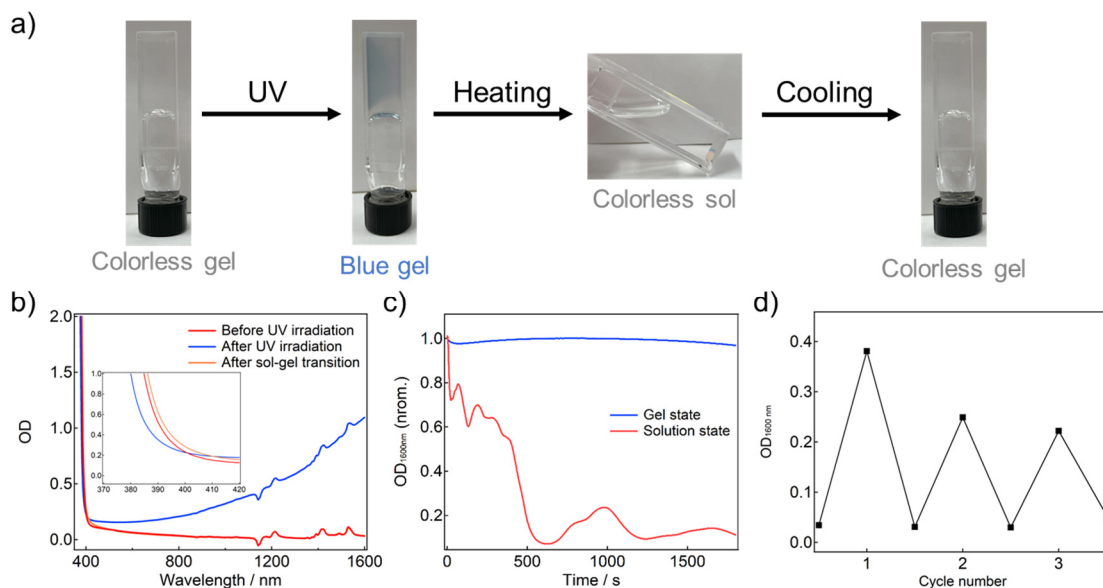 a)
UV
Heating
Cooling
Colorless gel
Blue gel
Colorless sol
Colorless gel
b)
2.0
1.5
1.0
0.5
0.0
OD
Before UV irradiation
After UV irradiation
After sol-gel transition
1.0
0.8
0.6
0.4
0.2
0.0
370 380 390 400 410 420
400 800 1200 1600
Wavelength / nm
c)
1.0
0.8
0.6
0.4
0.2
OD1600nm (nrom.)
Gel state
Solution state
0 500 1000 1500
Time / s
d)
0.4
0.3
0.2
0.1
0.0
OD1600 nm
1 2 3
Cycle number